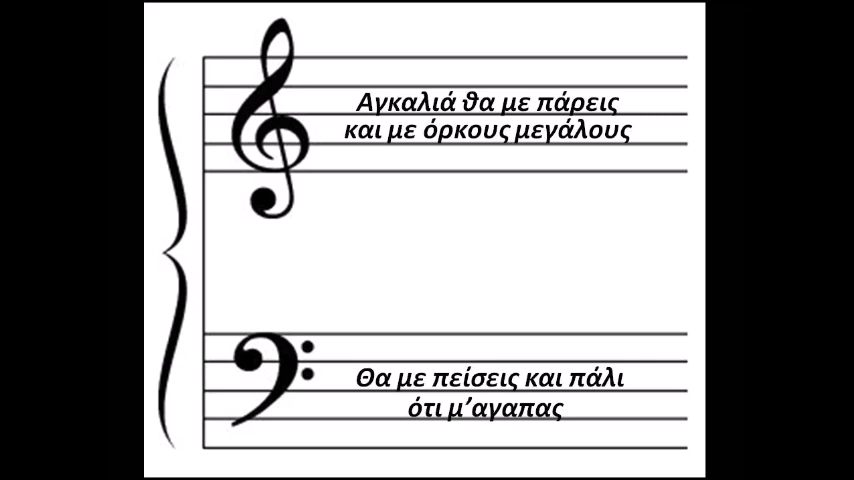 Αγκαλιά θα με πάρεις
και με όρκους μεγάλους
Θα με πείσεις και πάλι
ότι μ’αγαπας